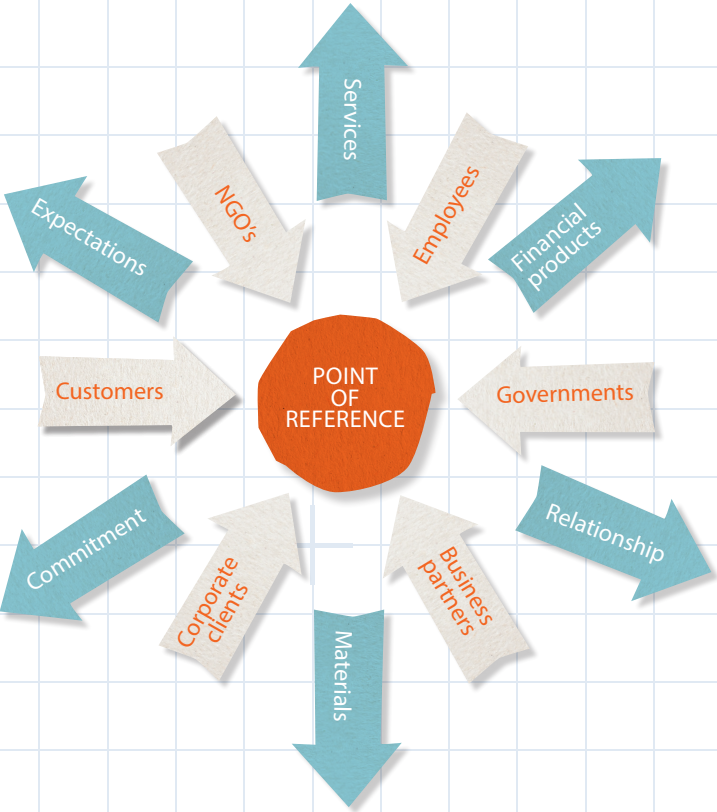 Services
NGO's
Employees
Expectations
Financial
products
Customers
POINT
OF
REFERENCE
Governments
Commitment
Corporate
clients
Business
partners
Relationship
Materials